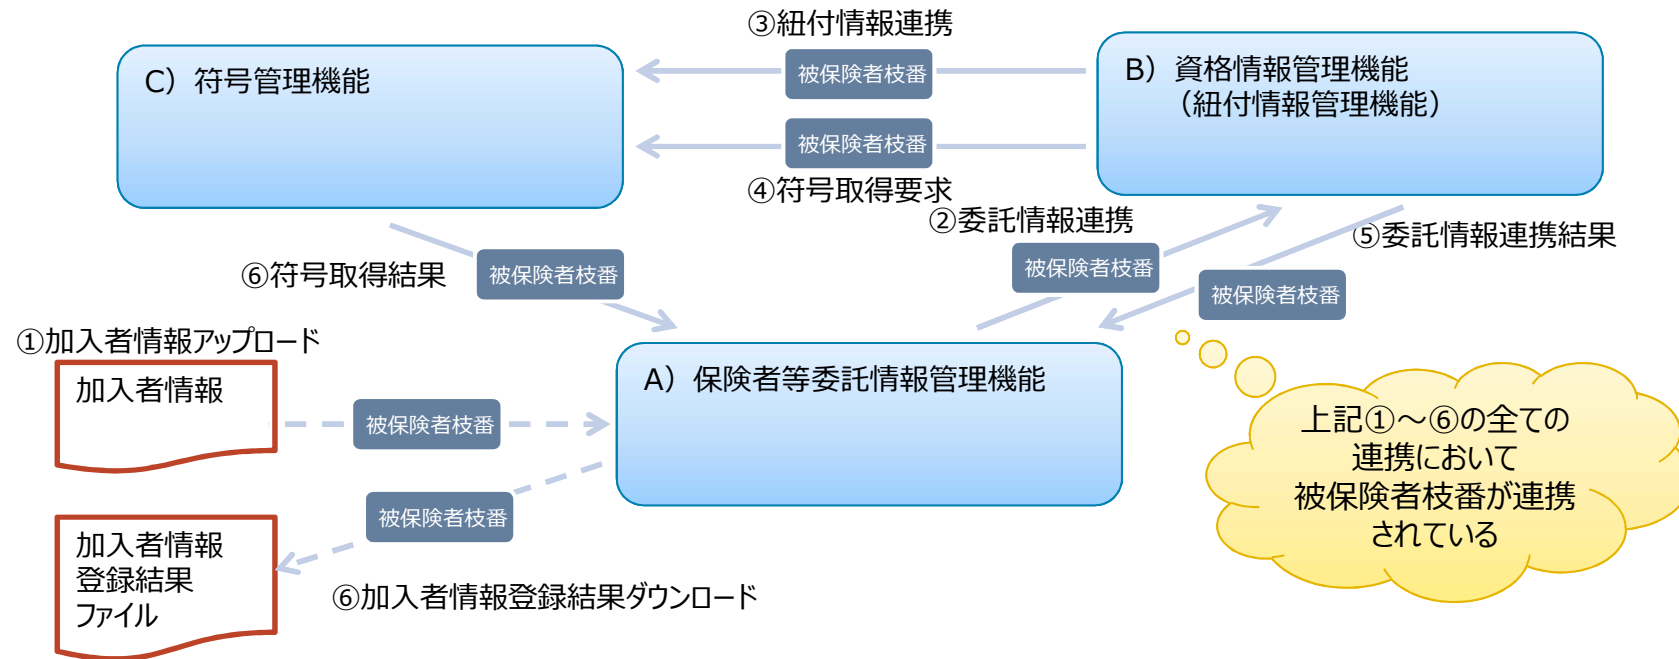 ③紐付情報連携
被保険者枝番
C）符号管理機能
B）資格情報管理機能
（紐付情報管理機能）
被保険者枝番
④符号取得要求
②委託情報連携
被保険者枝番
⑤委託情報連携結果
被保険者枝番
⑥符号取得結果
被保険者枝番
①加入者情報アップロード
加入者情報
被保険者枝番
A）保険者等委託情報管理機能
被保険者枝番
加入者情報
登録結果
ファイル
⑥加入者情報登録結果ダウンロード
上記①～⑥の全ての
連携において
被保険者枝番が連携
されている